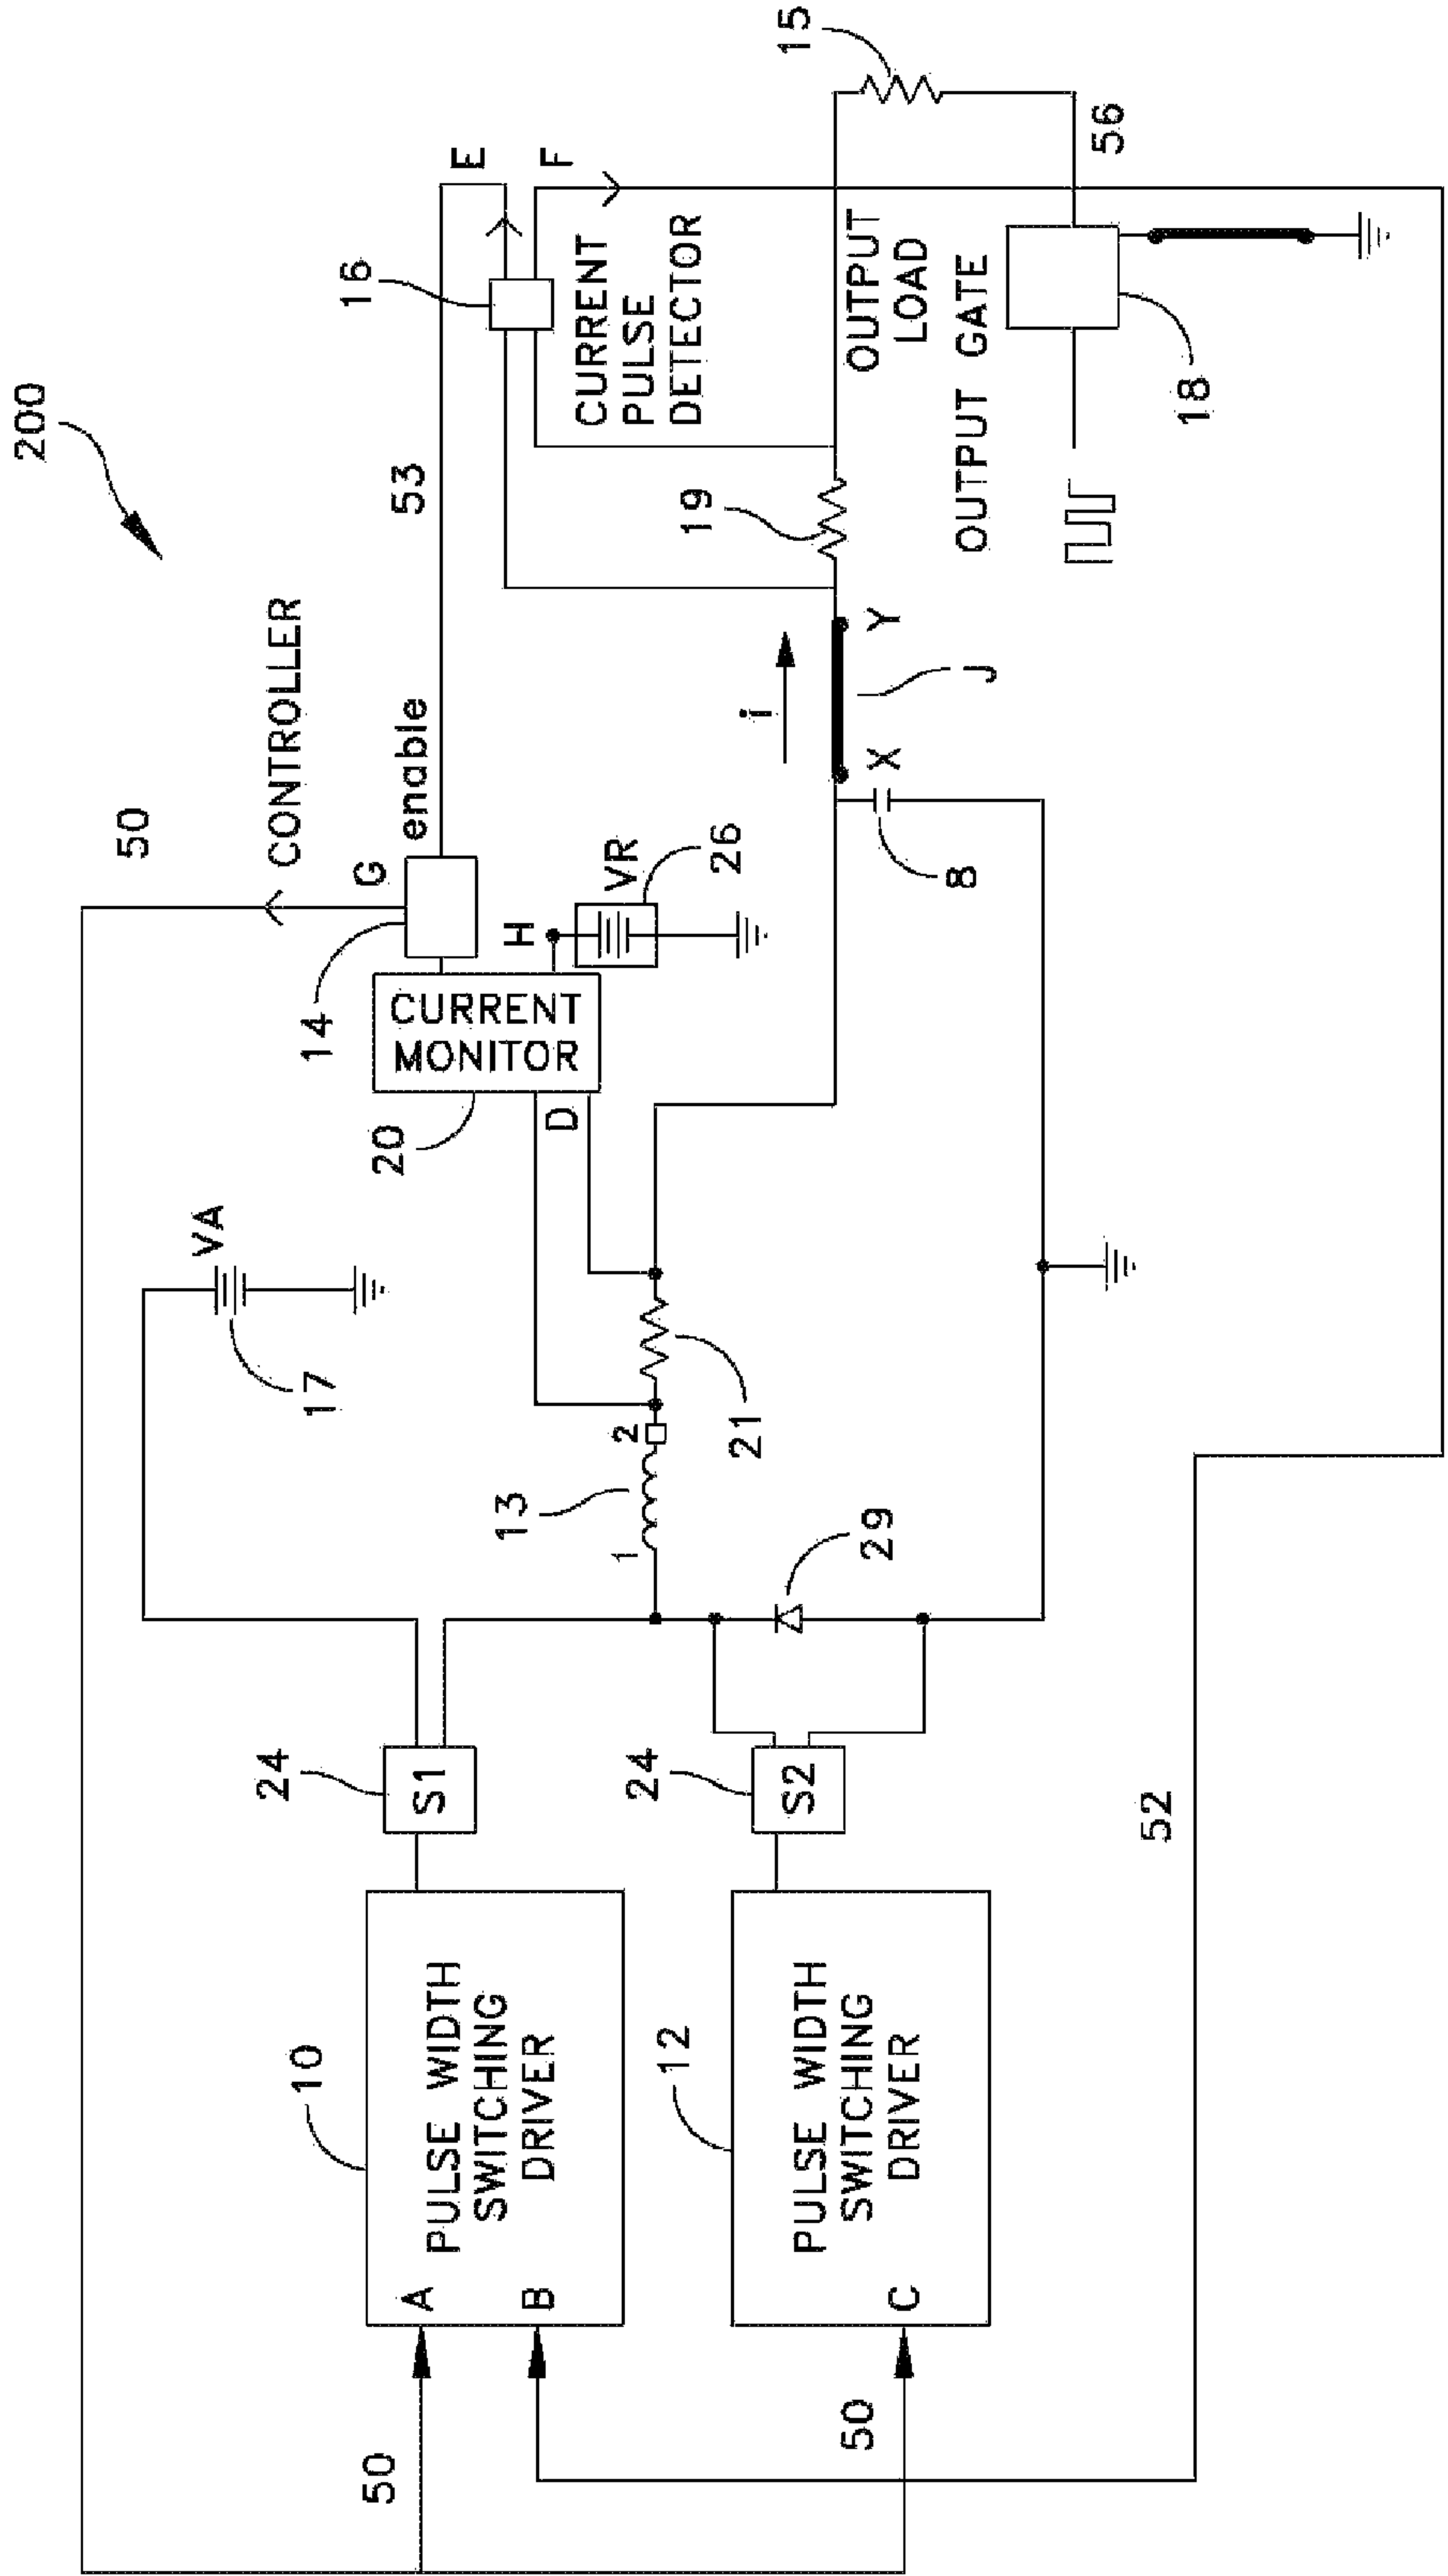 200
50
CONTROLLER
VA
17
14
G
enable
53
E
16
F
20
CURRENT
MONITOR
D
H
VR
26
CURRENT
PULSE
DETECTOR
24
S1
13
1
2
21
i
X
Y
J
19
15
OUTPUT
LOAD
8
29
24
S2
OUTPUT GATE
18
56
10
PULSE WIDTH
SWITCHING
DRIVER
A
B
50
12
PULSE WIDTH
SWITCHING
DRIVER
C
50
52